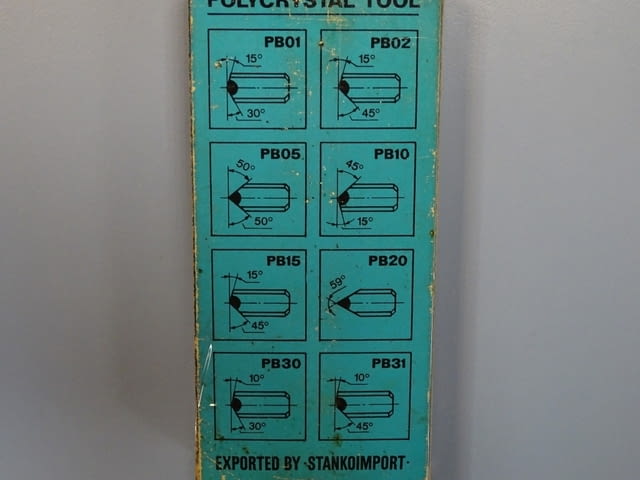 POLYCRYSTAL TOOL
PB01 PB02
15° 15°
30° 45°
PB05 PB10
50° 45°
50° 15°
PB15 PB20
15° 59°
45°
PB30 PB31
10° 10°
30° 45°
EXPORTED BY · STANKOIMPORT ·